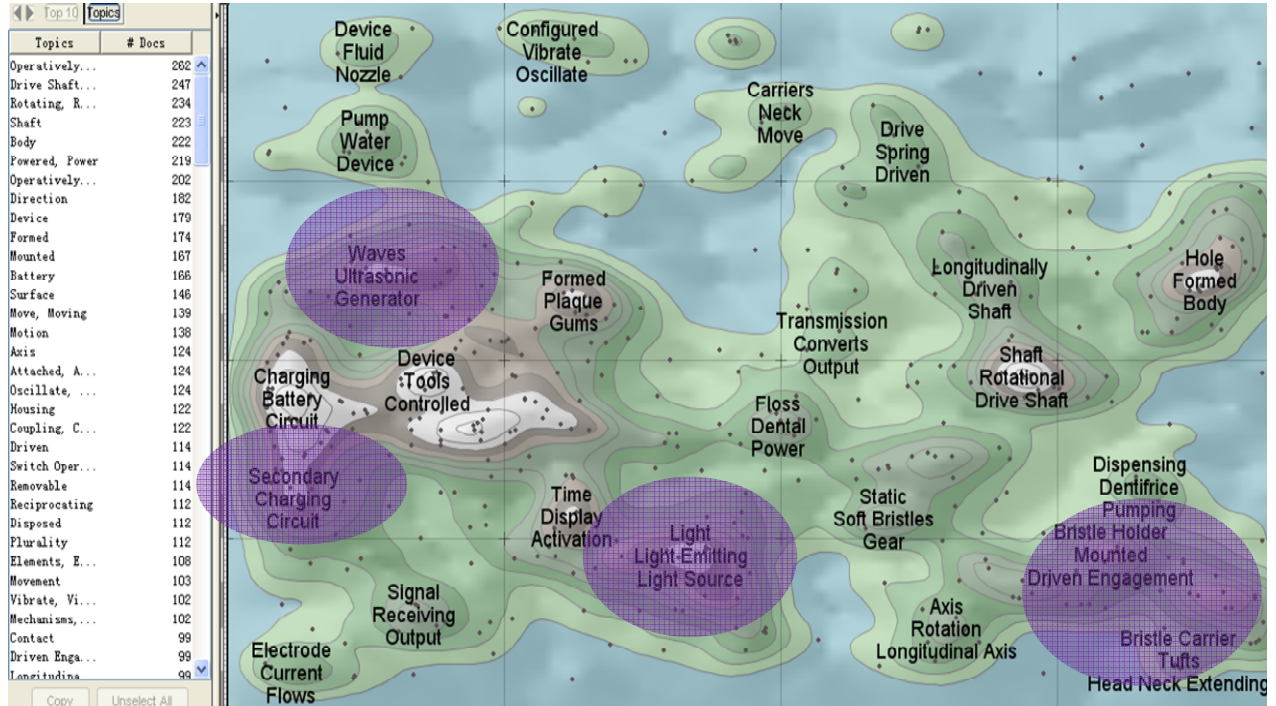 Top 10 Topics
Topics # Docs
Operatively... 262
Drive Shaft... 247
Rotating, R... 234
Shaft 223
Body 222
Powered, Power 219
Operatively... 202
Direction 182
Device 179
Formed 174
Mounted 167
Battery 166
Surface 146
Move, Moving 139
Motion 138
Axis 124
Attached, A... 124
Oscillate, ... 124
Housing 122
Coupling, C... 122
Driven 114
Switch Oper... 114
Removable 114
Reciprocating 112
Disposed 112
Plurality 112
Elements, E... 108
Movement 103
Vibrate, Vi... 102
Mechanisms,... 102
Contact 99
Driven Enga... 99
Longitudina... 99
Copy Unselect All
Device
Fluid
Nozzle
Configured
Vibrate
Oscillate
Carriers
Neck
Move
Pump
Water
Device
Drive
Spring
Driven
Waves
Ultrasonic
Generator
Formed
Plaque
Gums
Longitudinally
Driven
Shaft
Hole
Formed
Body
Transmission
Converts
Output
Device
Tools
Controlled
Charging
Battery
Circuit
Shaft
Rotational
Drive Shaft
Floss
Dental
Power
Secondary
Charging
Circuit
Time
Display
Activation
Light
Light-Emitting
Light Source
Static
Soft Bristles
Gear
Dispensing
Dentifrice
Pumping
Bristle Holder
Mounted
Driven Engagement
Signal
Receiving
Output
Axis
Rotation
Longitudinal Axis
Bristle Carrier
Tufts
Head Neck Extending
Electrode
Current
Flows